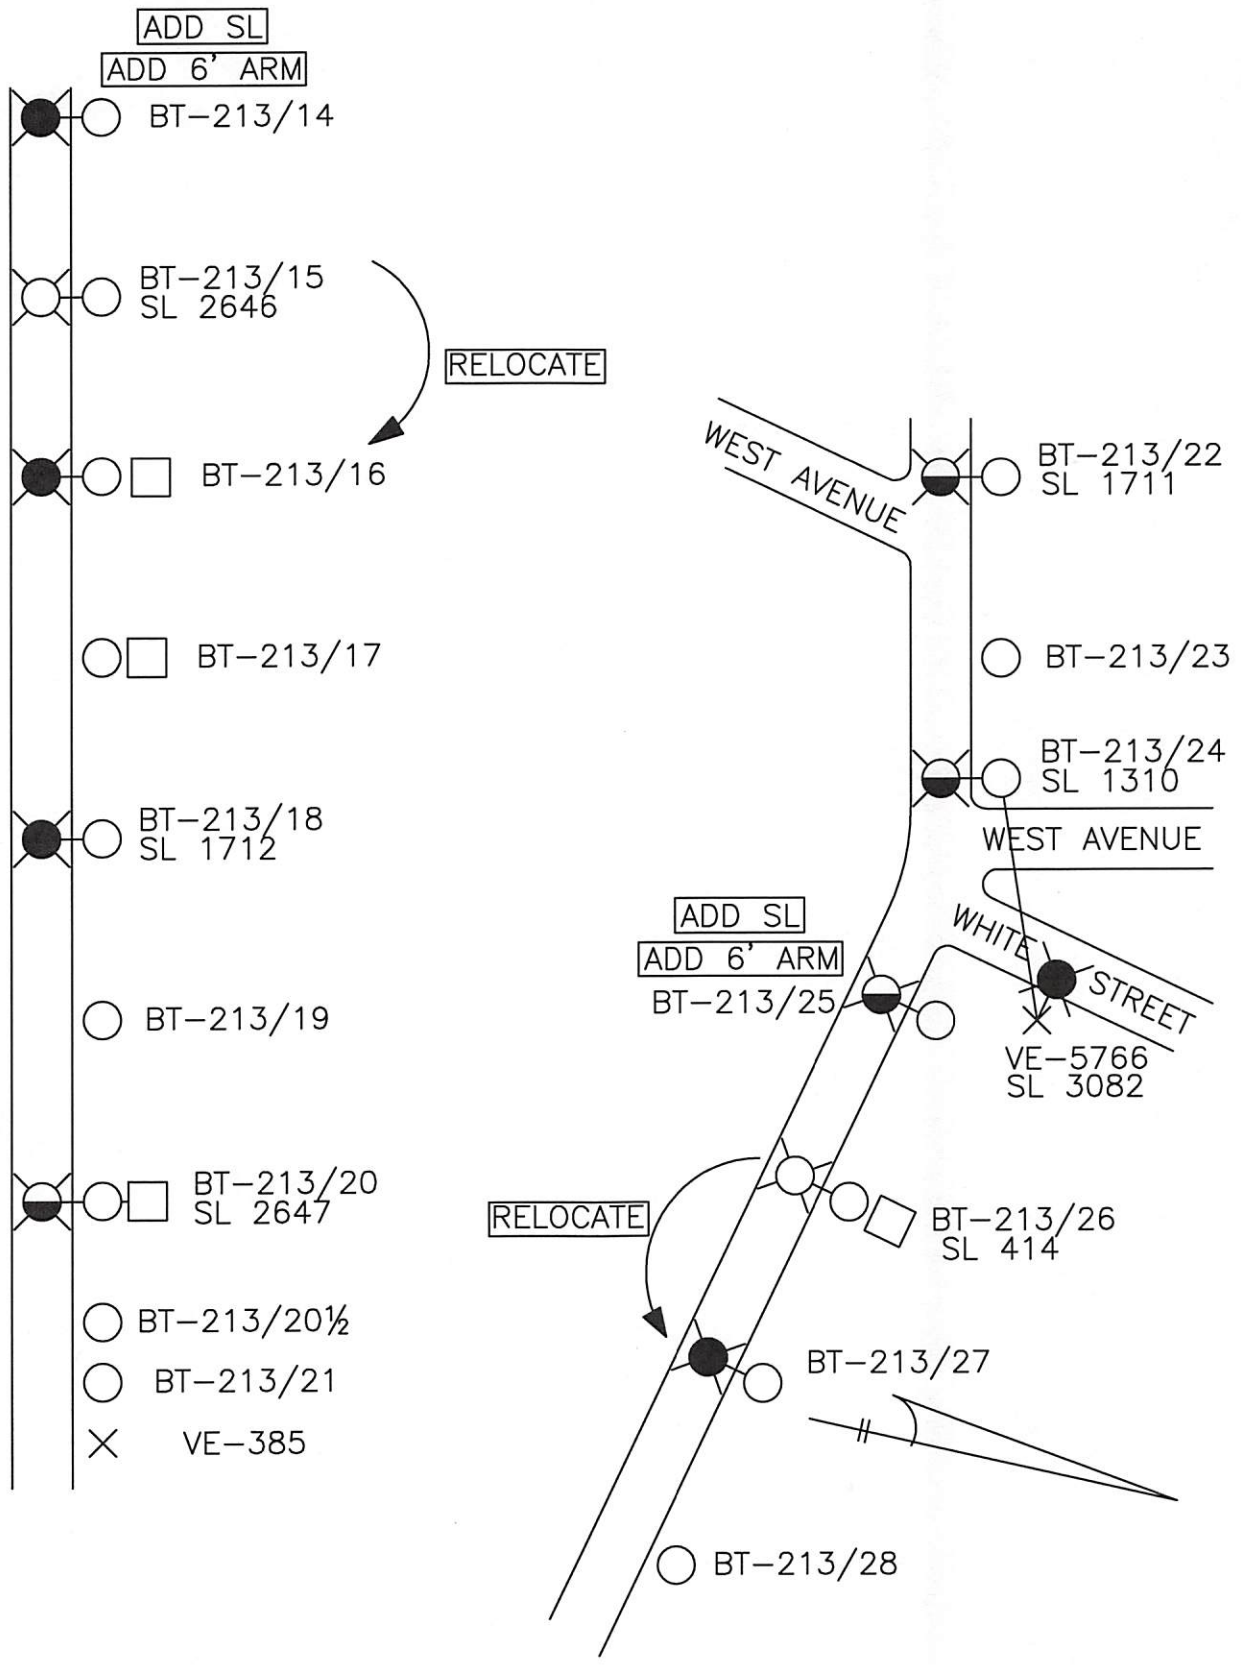 ADD SL
ADD 6' ARM
BT-213/14
BT-213/15
SL 2646
RELOCATE
BT-213/16
BT-213/17
BT-213/18
SL 1712
BT-213/19
BT-213/20
SL 2647
BT-213/20½
BT-213/21
VE-385
WEST AVENUE
BT-213/22
SL 1711
BT-213/23
BT-213/24
SL 1310
WEST AVENUE
WHITE STREET
ADD SL
ADD 6' ARM
BT-213/25
VE-5766
SL 3082
RELOCATE
BT-213/26
SL 414
BT-213/27
BT-213/28